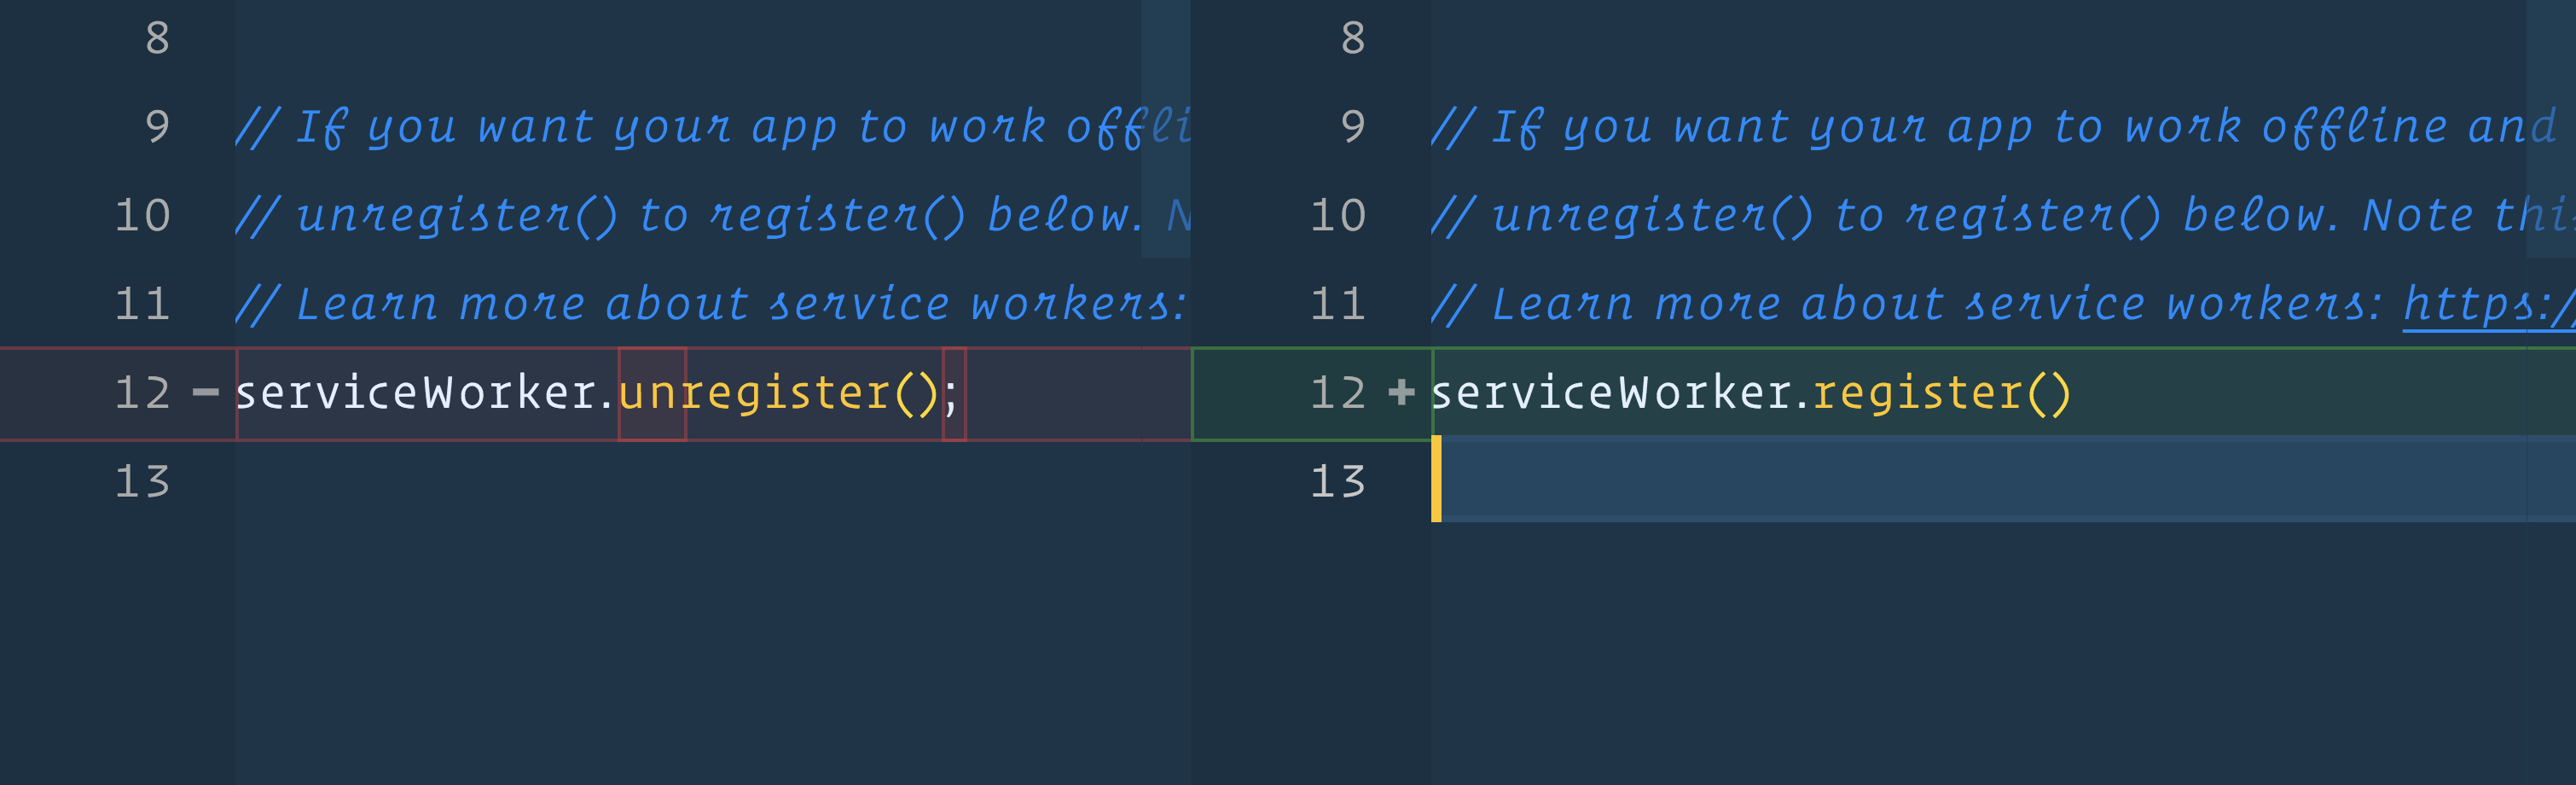 8
9 // If you want your app to work offli
10 // unregister() to register() below. N
11 // Learn more about service workers:
12 - serviceWorker.unregister();
13
8
9 // If you want your app to work offline and
10 // unregister() to register() below. Note this
11 // Learn more about service workers: https://
12 + serviceWorker.register()
13